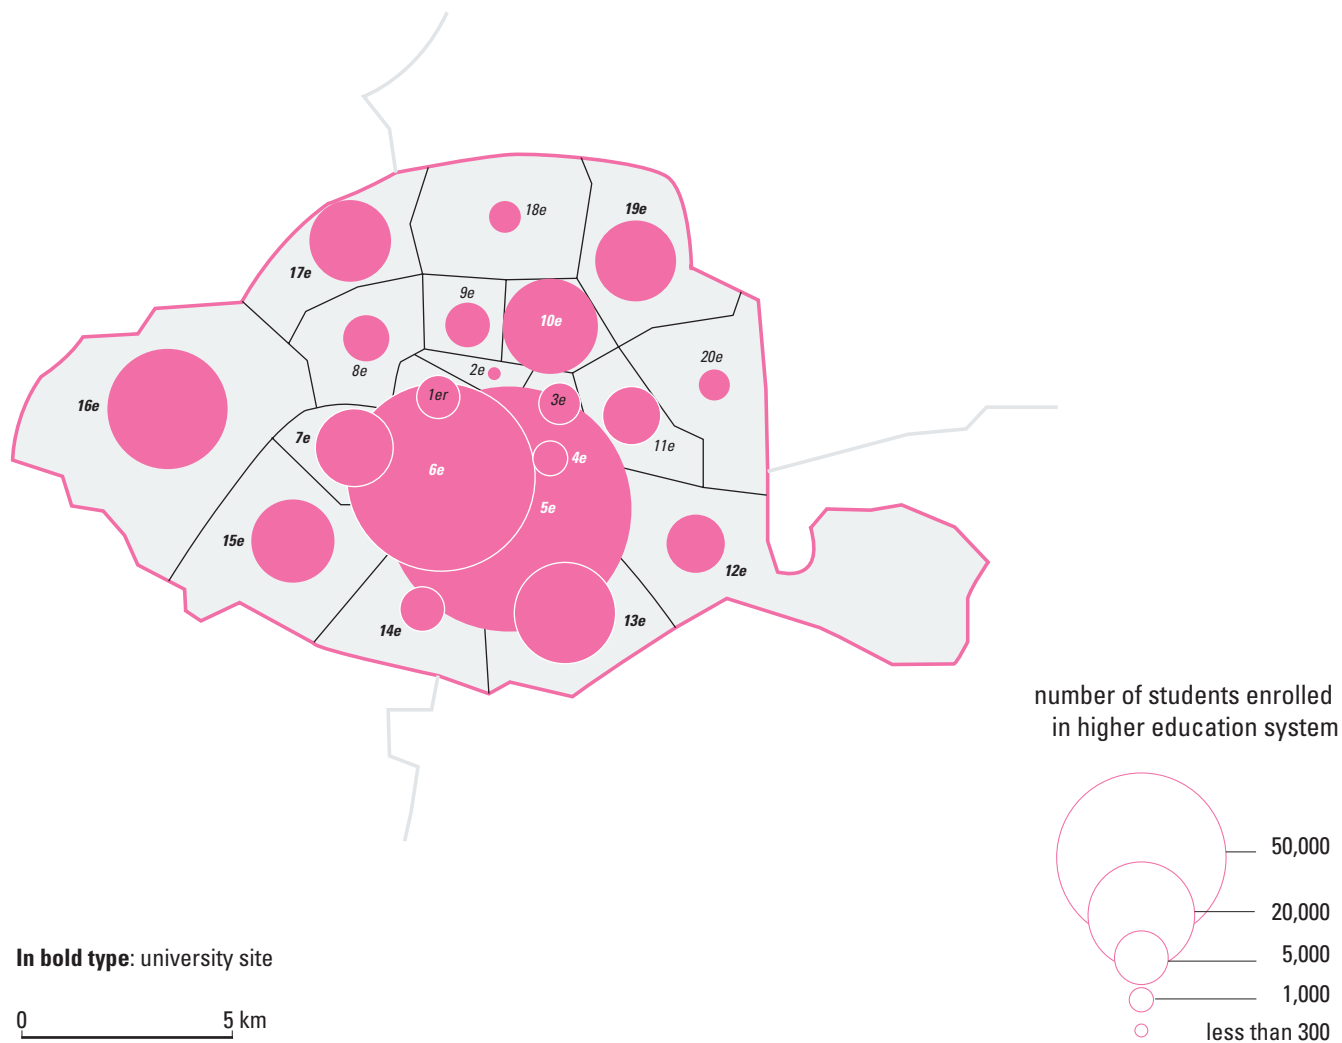 18e
19e
17e
9e
10e
8e
2e
20e
16e
1er
3e
7e
11e
6e
4e
5e
15e
12e
14e
13e
number of students enrolled
in higher education system
50,000
20,000
5,000
1,000
less than 300
In bold type: university site
0 5 km